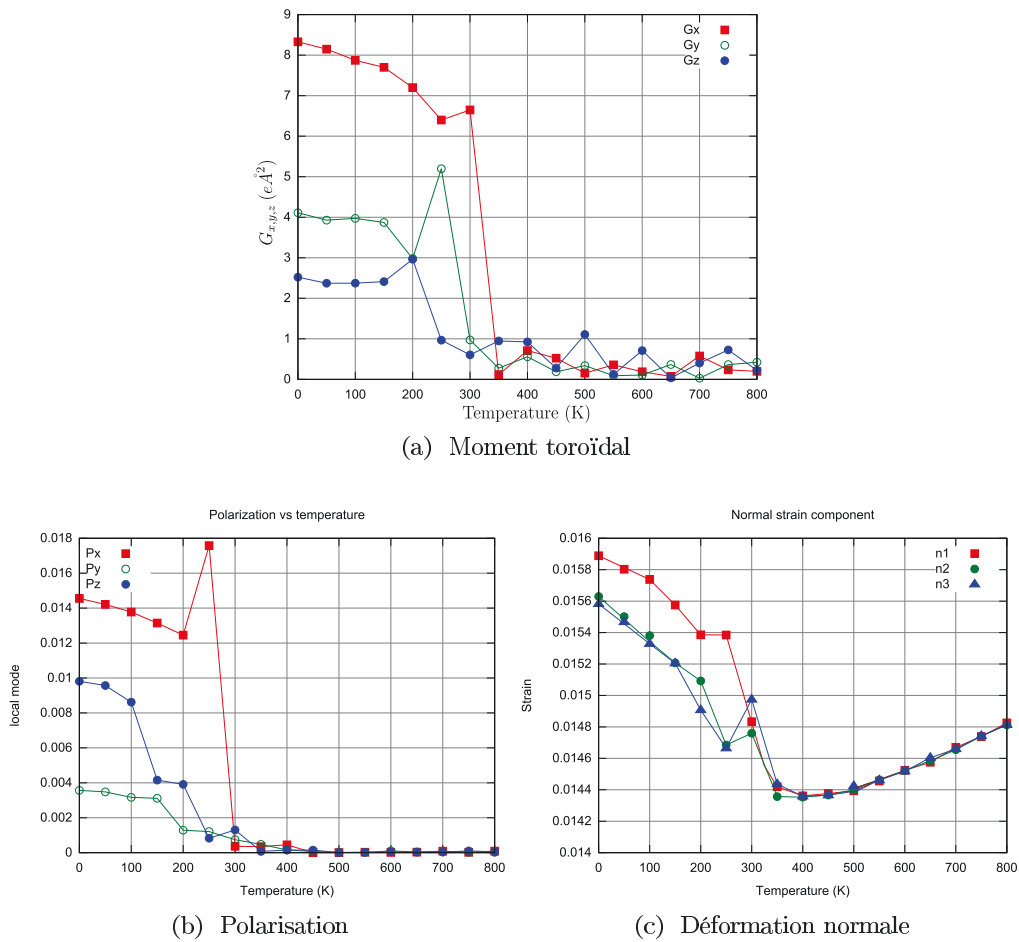 9
8
7
6
5
4
3
2
1
0
G_{x,y,z} (eÅ²)
Gx
Gy
Gz
0 100 200 300 400 500 600 700 800
Temperature (K)
(a) Moment toroïdal
Polarization vs temperature
0.018
0.016
0.014
0.012
0.01
0.008
0.006
0.004
0.002
0
local mode
Px
Py
Pz
0 100 200 300 400 500 600 700 800
Temperature (K)
(b) Polarisation
Normal strain component
0.016
0.0158
0.0156
0.0154
0.0152
0.015
0.0148
0.0146
0.0144
0.0142
0.014
Strain
n1
n2
n3
0 100 200 300 400 500 600 700 800
Temperature (K)
(c) Déformation normale